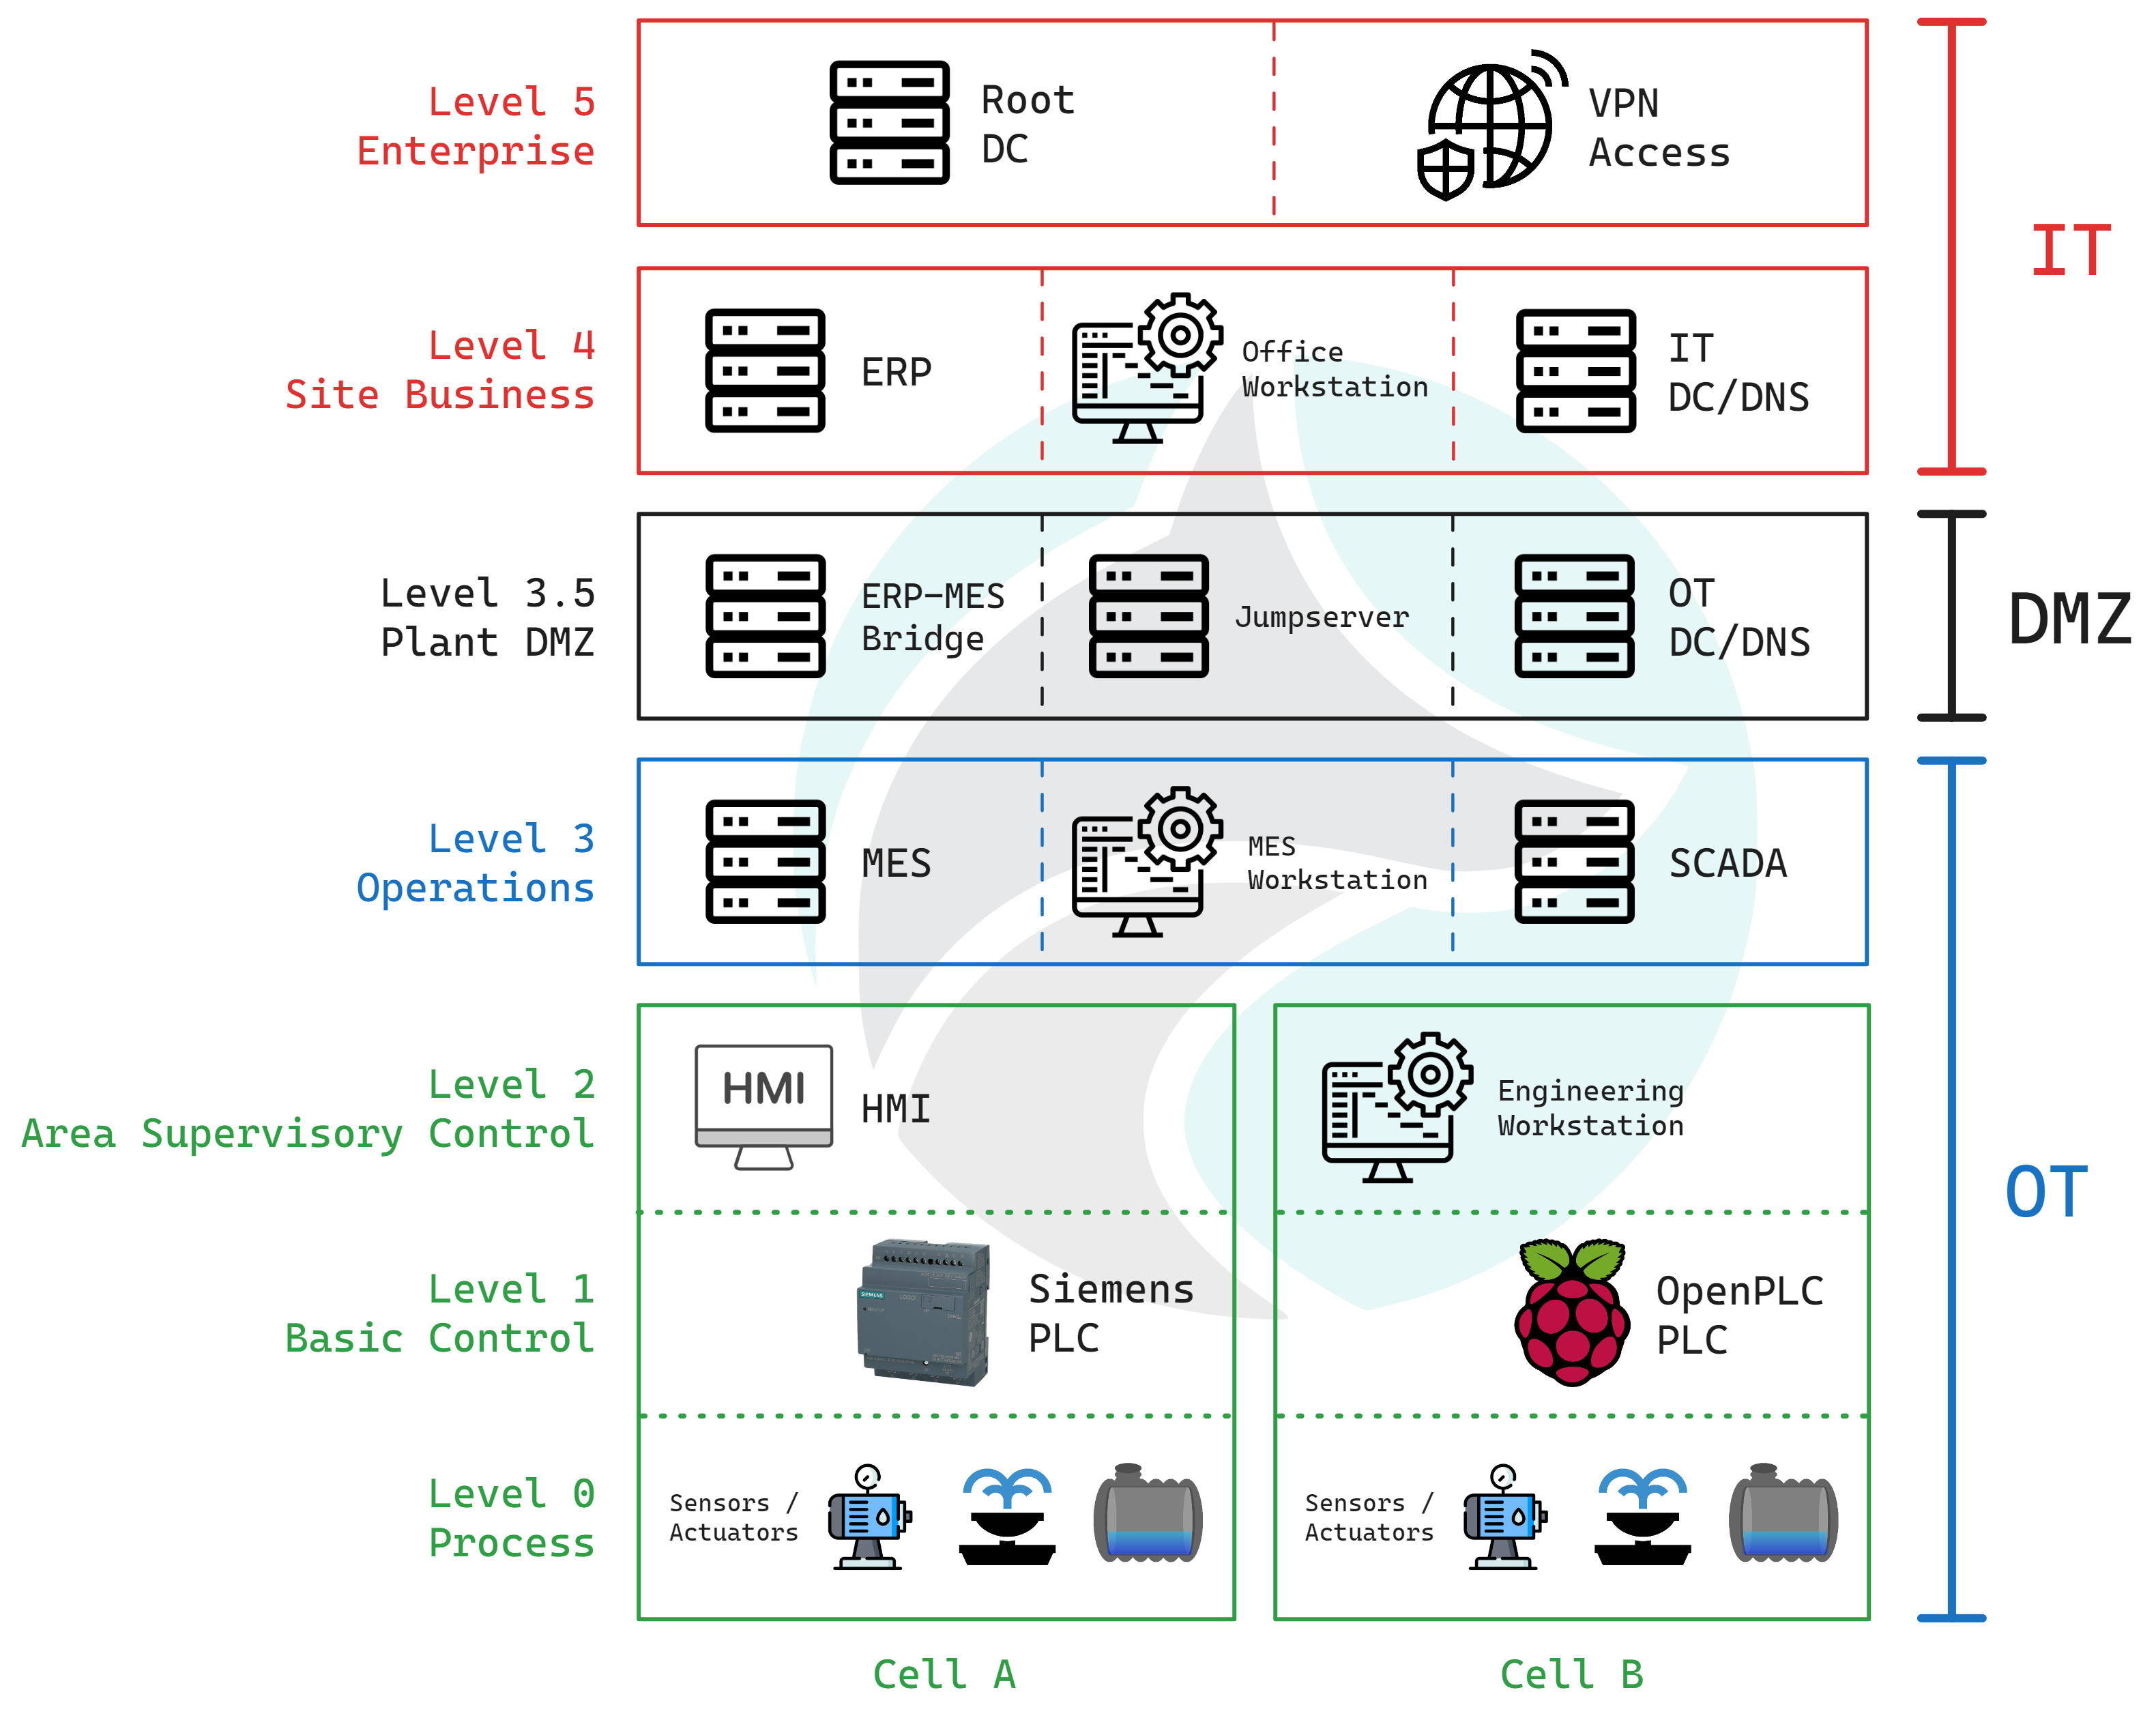 Level 5
Enterprise
Root
DC
VPN
Access
IT
Level 4
Site Business
ERP
Office
Workstation
IT
DC/DNS
Level 3.5
Plant DMZ
ERP-MES
Bridge
Jumpserver
OT
DC/DNS
DMZ
Level 3
Operations
MES
MES
Workstation
SCADA
OT
Level 2
Area Supervisory Control
HMI
HMI
Engineering
Workstation
Level 1
Basic Control
SIEMENS
LOGO!
Siemens
PLC
OpenPLC
PLC
Level 0
Process
Sensors /
Actuators
Sensors /
Actuators
Cell A
Cell B